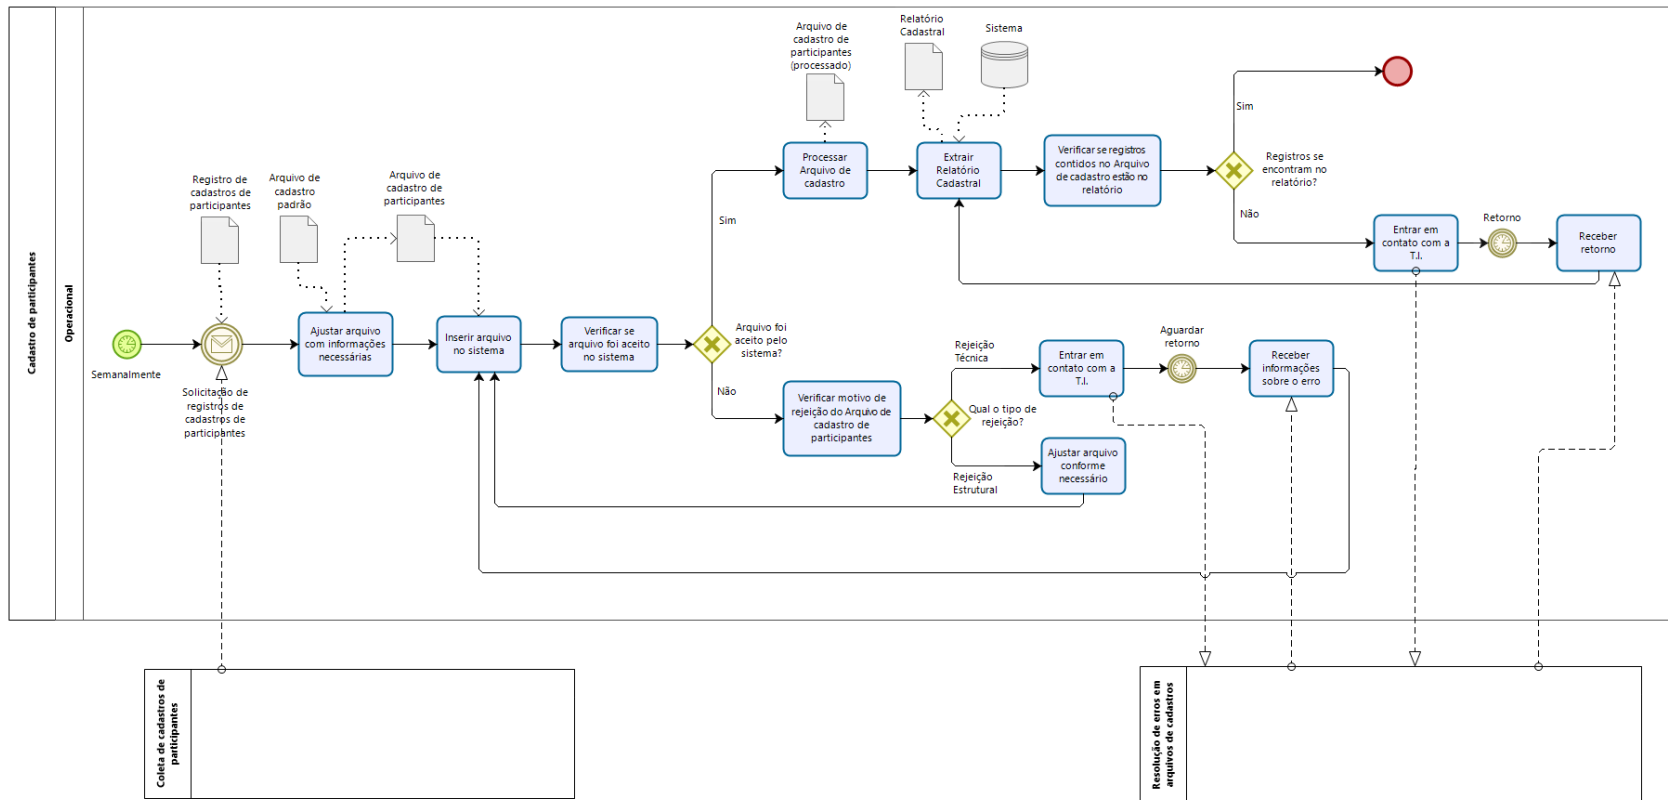 Cadastro de participantes
Operacional
Semanalmente
Registro de
cadastros de
participantes
Solicitação de
registros de
cadastros de
participantes
Arquivo de
cadastro
padrão
Ajustar arquivo
com informações
necessárias
Arquivo de
cadastro de
participantes
Inserir arquivo
no sistema
Verificar se
arquivo foi aceito
no sistema
Arquivo foi
aceito pelo
sistema?
Sim
Não
Arquivo de
cadastro de
participantes
(processado)
Processar
Arquivo de
cadastro
Relatório
Cadastral
Sistema
Extrair
Relatório
Cadastral
Verificar se registros
contidos no Arquivo
de cadastro estão no
relatório
Registros se
encontram no
relatório?
Sim
Não
Entrar em
contato com a
T.I.
Retorno
Receber
retorno
Verificar motivo de
rejeição do Arquivo de
cadastro de
participantes
Qual o tipo de
rejeição?
Rejeição
Técnica
Entrar em
contato com a
T.I.
Aguardar
retorno
Receber
informações
sobre o erro
Rejeição
Estrutural
Ajustar arquivo
conforme
necessário
Coleta de cadastros de
participantes
Resolução de erros em
arquivos de cadastros